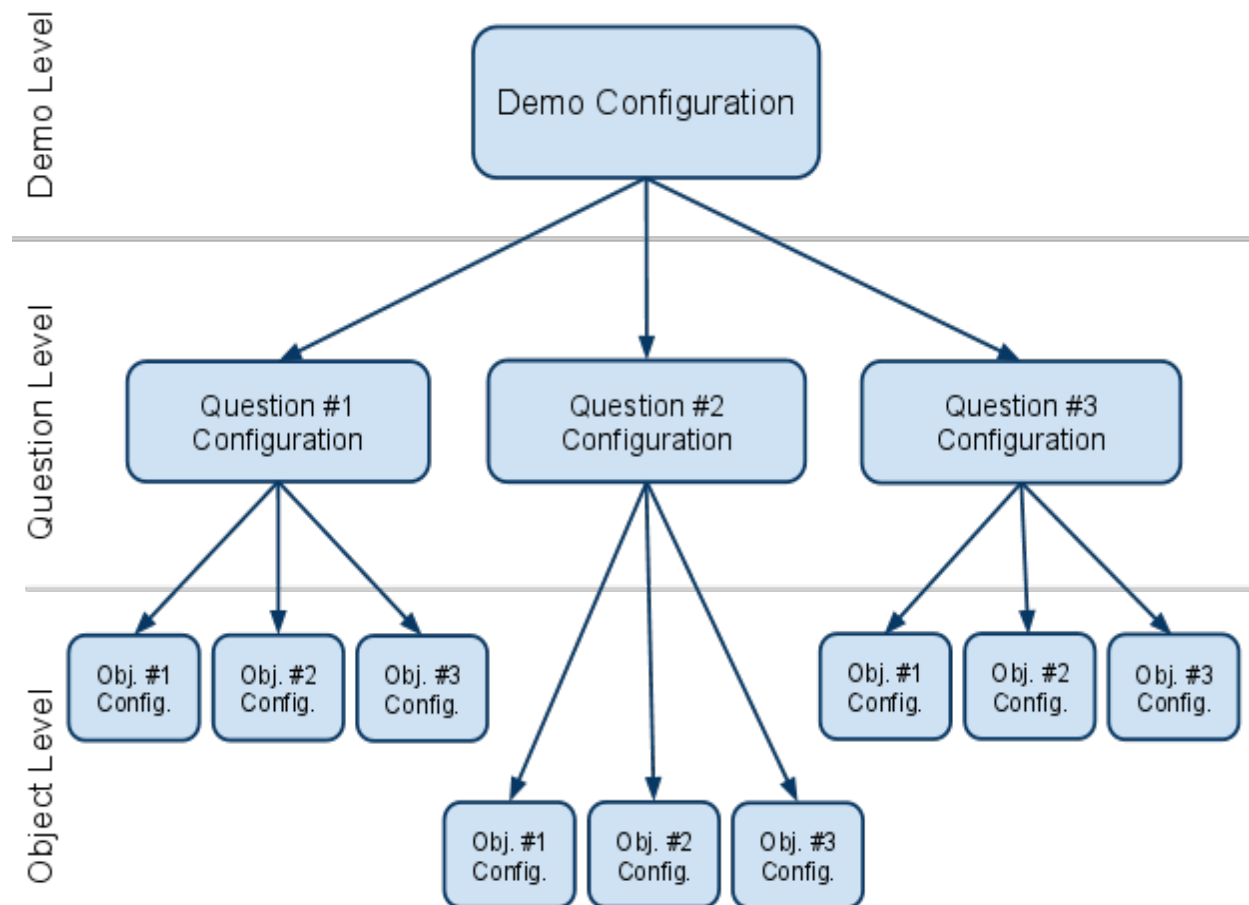 Demo Level
Demo Configuration
Question Level
Question #1
Configuration
Question #2
Configuration
Question #3
Configuration
Object Level
Obj. #1
Config.
Obj. #2
Config.
Obj. #3
Config.
Obj. #1
Config.
Obj. #2
Config.
Obj. #3
Config.
Obj. #1
Config.
Obj. #2
Config.
Obj. #3
Config.